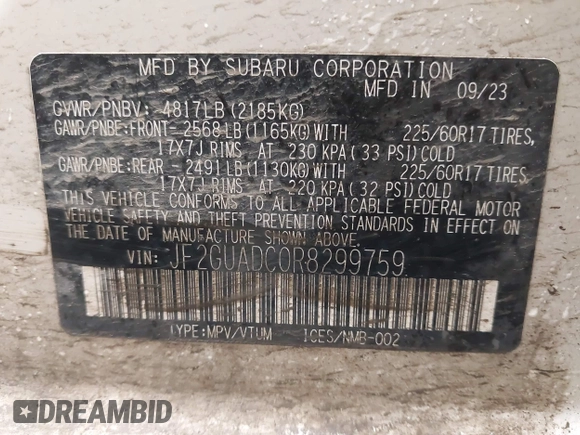 MFD BY SUBARU CORPORATION
MFD IN 09/23
GVWR/PNBV: 4817LB (2185KG)
GAWR/PNBE:FRONT- 2568LB (1165KG) WITH 225/60R17 TIRES,
17X7J RIMS AT 230 KPA (33 PSI) COLD
GAWR/PNBE:REAR - 2491LB (1130KG) WITH 225/60R17 TIRES,
17X7J RIMS AT 220 KPA (32 PSI) COLD
THIS VEHICLE CONFORMS TO ALL APPLICABLE FEDERAL MOTOR
VEHICLE SAFETY AND THEFT PREVENTION STANDARDS IN EFFECT ON
THE DATE OF MANUFACTURE SHOWN ABOVE.
VIN: JF2GUADC0R8299759
TYPE:MPV/VTUM ICES/NMB-002
DREAMBID